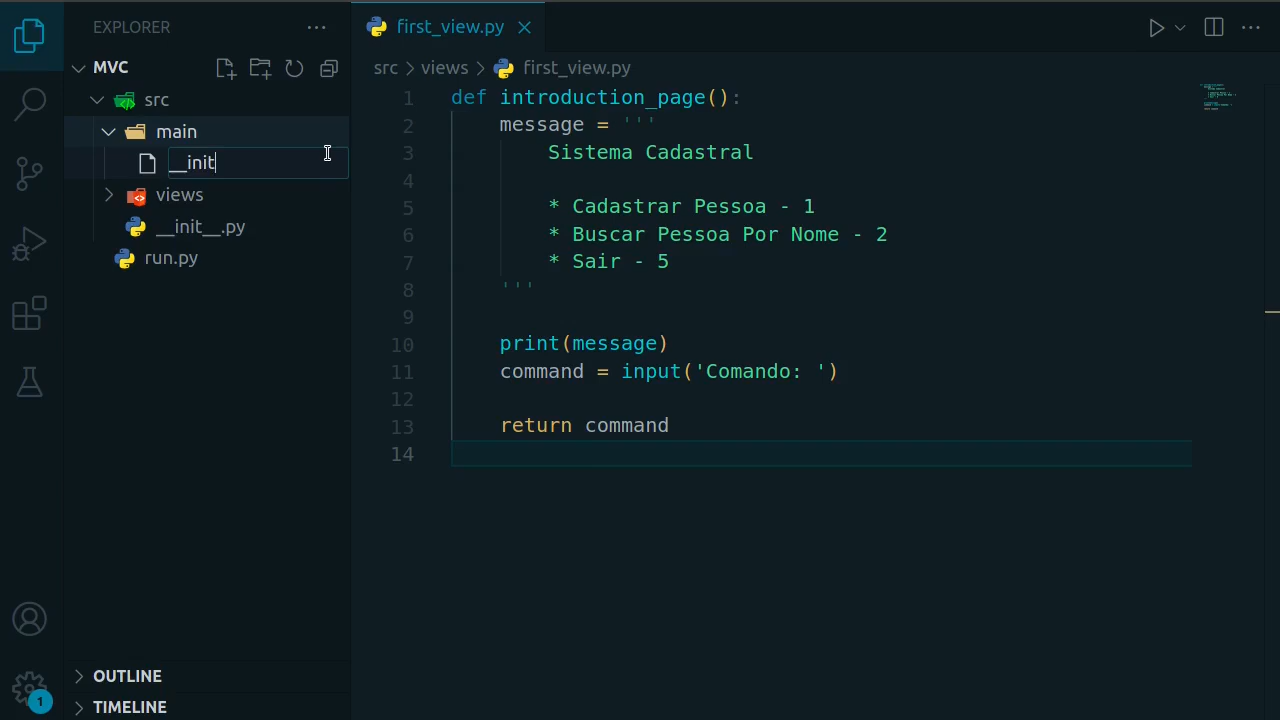 EXPLORER
MVC
src
main
__init
views
__init__.py
run.py
OUTLINE
TIMELINE
1
first_view.py
src > views > first_view.py
1 def introduction_page():
2 message = '''
3 Sistema Cadastral
4
5 * Cadastrar Pessoa - 1
6 * Buscar Pessoa Por Nome - 2
7 * Sair - 5
8 '''
9
10 print(message)
11 command = input('Comando: ')
12
13 return command
14